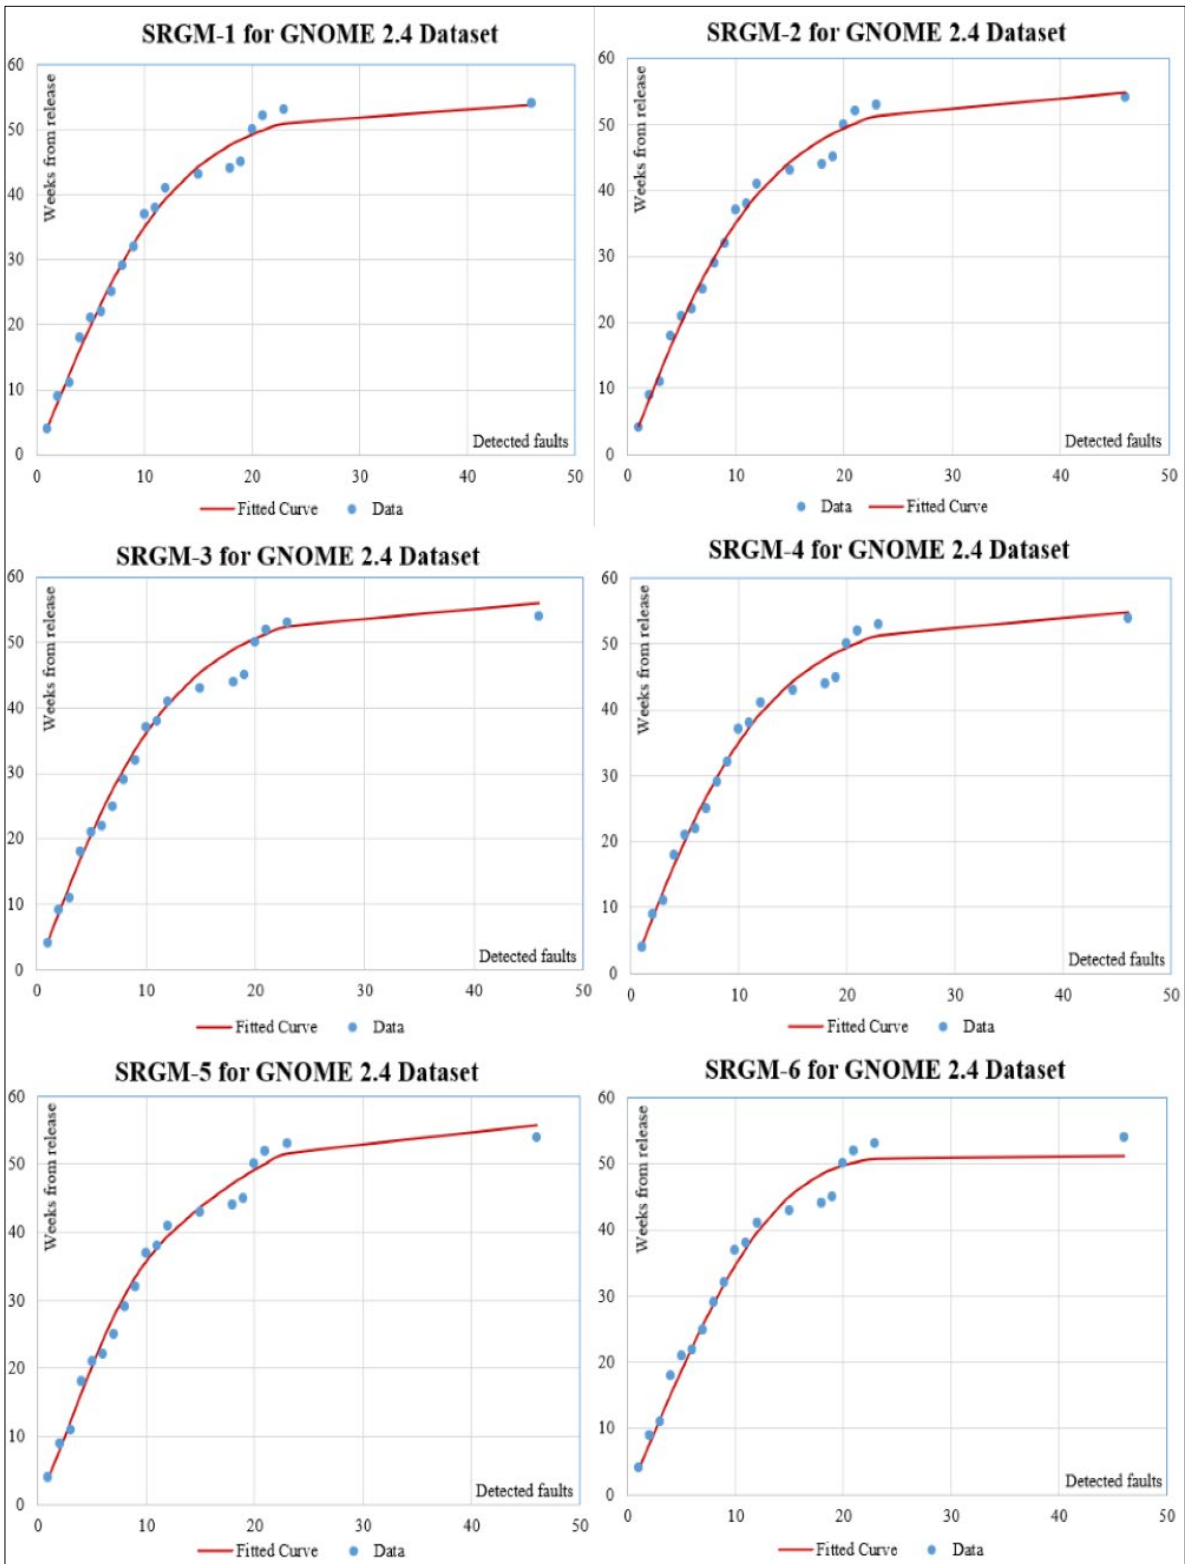 SRGM-1 for GNOME 2.4 Dataset
60
50
40
30
20
10
0
Weeks from release
Detected faults
0 10 20 30 40 50
Fitted Curve Data
SRGM-2 for GNOME 2.4 Dataset
60
50
40
30
20
10
0
Weeks from release
Detected faults
0 10 20 30 40 50
Data Fitted Curve
SRGM-3 for GNOME 2.4 Dataset
60
50
40
30
20
10
0
Weeks from release
Detected faults
0 10 20 30 40 50
Fitted Curve Data
SRGM-4 for GNOME 2.4 Dataset
60
50
40
30
20
10
0
Weeks from release
Detected faults
0 10 20 30 40 50
Fitted Curve Data
SRGM-5 for GNOME 2.4 Dataset
60
50
40
30
20
10
0
Weeks from release
Detected faults
0 10 20 30 40 50
Fitted Curve Data
SRGM-6 for GNOME 2.4 Dataset
60
50
40
30
20
10
0
Weeks from release
Detected faults
0 10 20 30 40 50
Fitted Curve Data